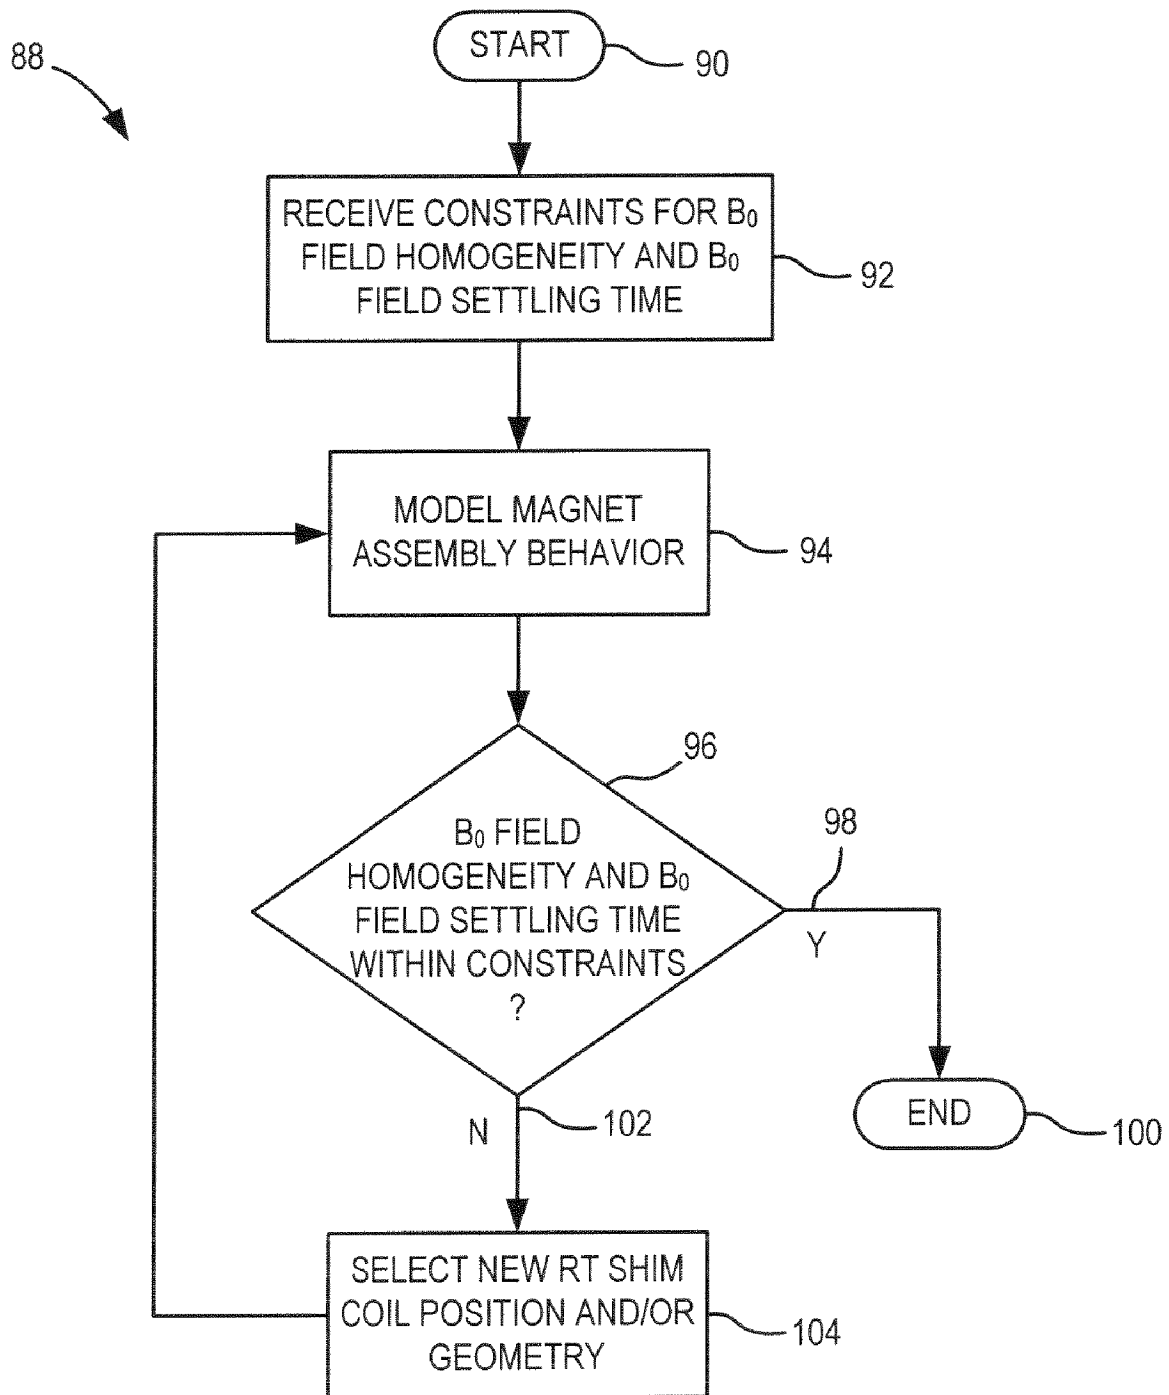 88
START
90
RECEIVE CONSTRAINTS FOR B₀
FIELD HOMOGENEITY AND B₀
FIELD SETTLING TIME
92
MODEL MAGNET
ASSEMBLY BEHAVIOR
94
96
B₀ FIELD
HOMOGENEITY AND B₀
FIELD SETTLING TIME
WITHIN CONSTRAINTS
?
98
Y
END
100
N
102
SELECT NEW RT SHIM
COIL POSITION AND/OR
GEOMETRY
104